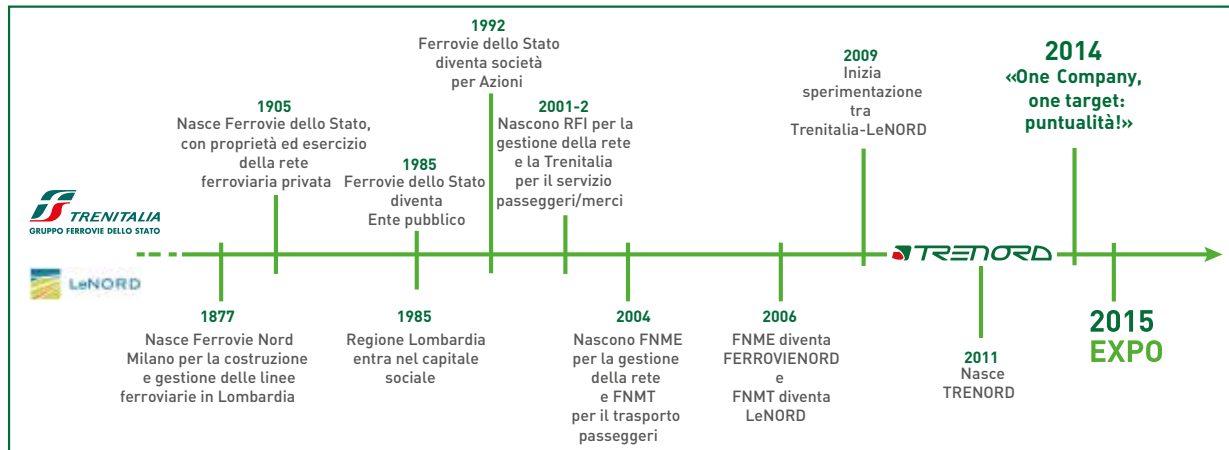 1992
Ferrovie dello Stato
diventa società
per Azioni
1905
Nasce Ferrovie dello Stato,
con proprietà ed esercizio
della rete
ferroviaria privata
1985
Ferrovie dello Stato
diventa
Ente pubblico
2001-2
Nascono RFI per la
gestione della rete
e la Trenitalia
per il servizio
passeggeri/merci
2009
Inizia
sperimentazione
tra
Trenitalia-LeNORD
2014
«One Company,
one target:
puntualità!»
TRENITALIA
GRUPPO FERROVIE DELLO STATO
LeNORD
TRENORD
1877
Nasce Ferrovie Nord
Milano per la costruzione
e gestione delle linee
ferroviarie in Lombardia
1985
Regione Lombardia
entra nel capitale
sociale
2004
Nascono FNME
per la gestione
della rete
e FNMT
per il trasporto
passeggeri
2006
FNME diventa
FERROVIENORD
e
FNMT diventa
LeNORD
2011
Nasce
TRENORD
2015
EXPO